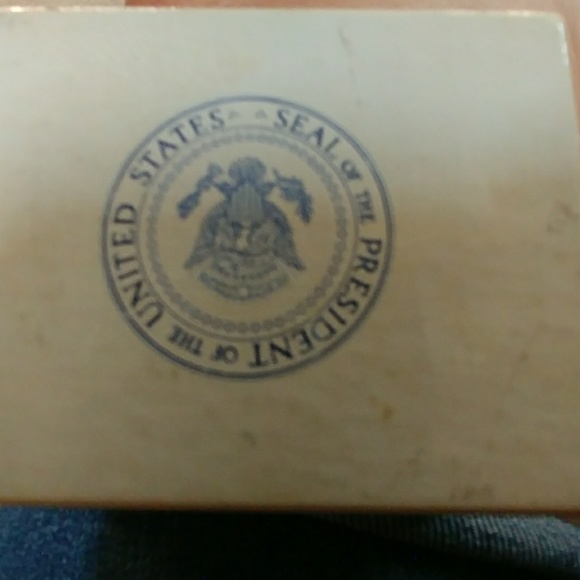 SEAL OF THE PRESIDENT OF THE UNITED STATES